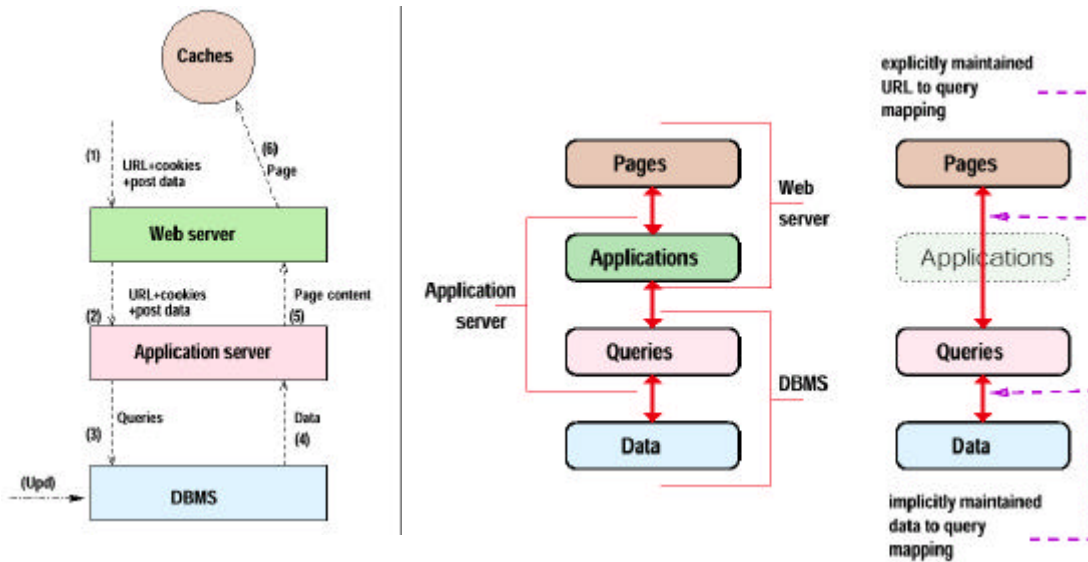 Caches
(1)
URL+cookies
+post data
(6)
Page
Web server
(2)
URL+cookies
+post data
Page content
(5)
Application server
Queries
(3)
Data
(4)
(Upd)
DBMS
Pages
Web
server
Applications
Application
server
Queries
DBMS
Data
explicitly maintained
URL to query
mapping
Pages
Applications
Queries
Data
implicitly maintained
data to query
mapping